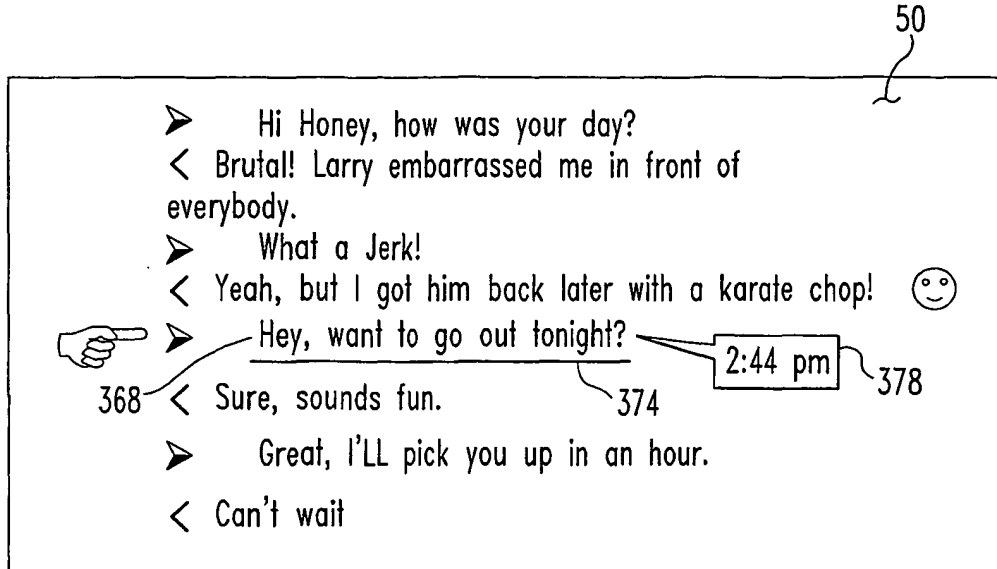 50
➤ Hi Honey, how was your day?
< Brutal! Larry embarrassed me in front of
everybody.
➤ What a Jerk!
< Yeah, but I got him back later with a karate chop! ☺
➤ Hey, want to go out tonight? 2:44 pm
368 < Sure, sounds fun. 374 378
➤ Great, I'LL pick you up in an hour.
< Can't wait